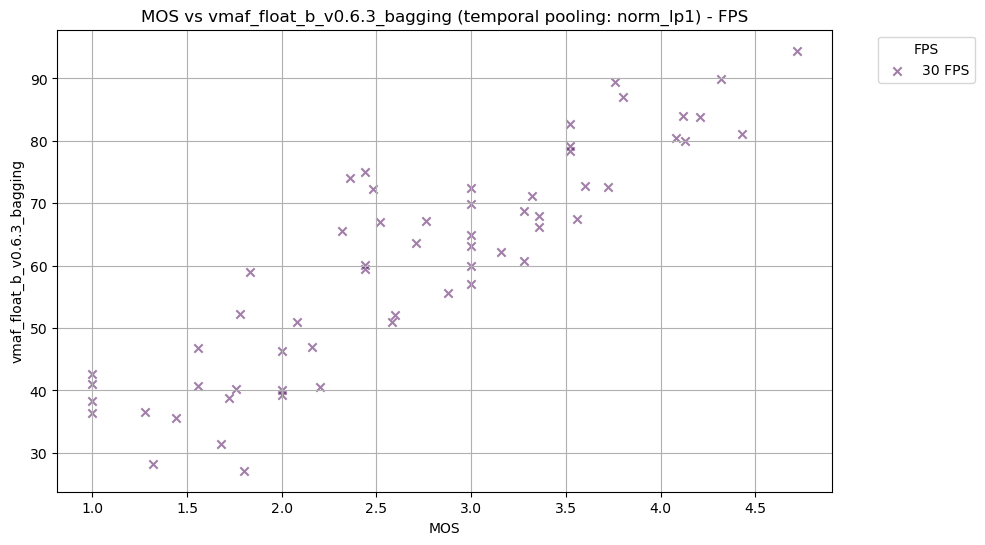 MOS vs vmaf_float_b_v0.6.3_bagging (temporal pooling: norm_lp1) - FPS
FPS
30 FPS
vmaf_float_b_v0.6.3_bagging
90
80
70
60
50
40
30
1.0 1.5 2.0 2.5 3.0 3.5 4.0 4.5
MOS